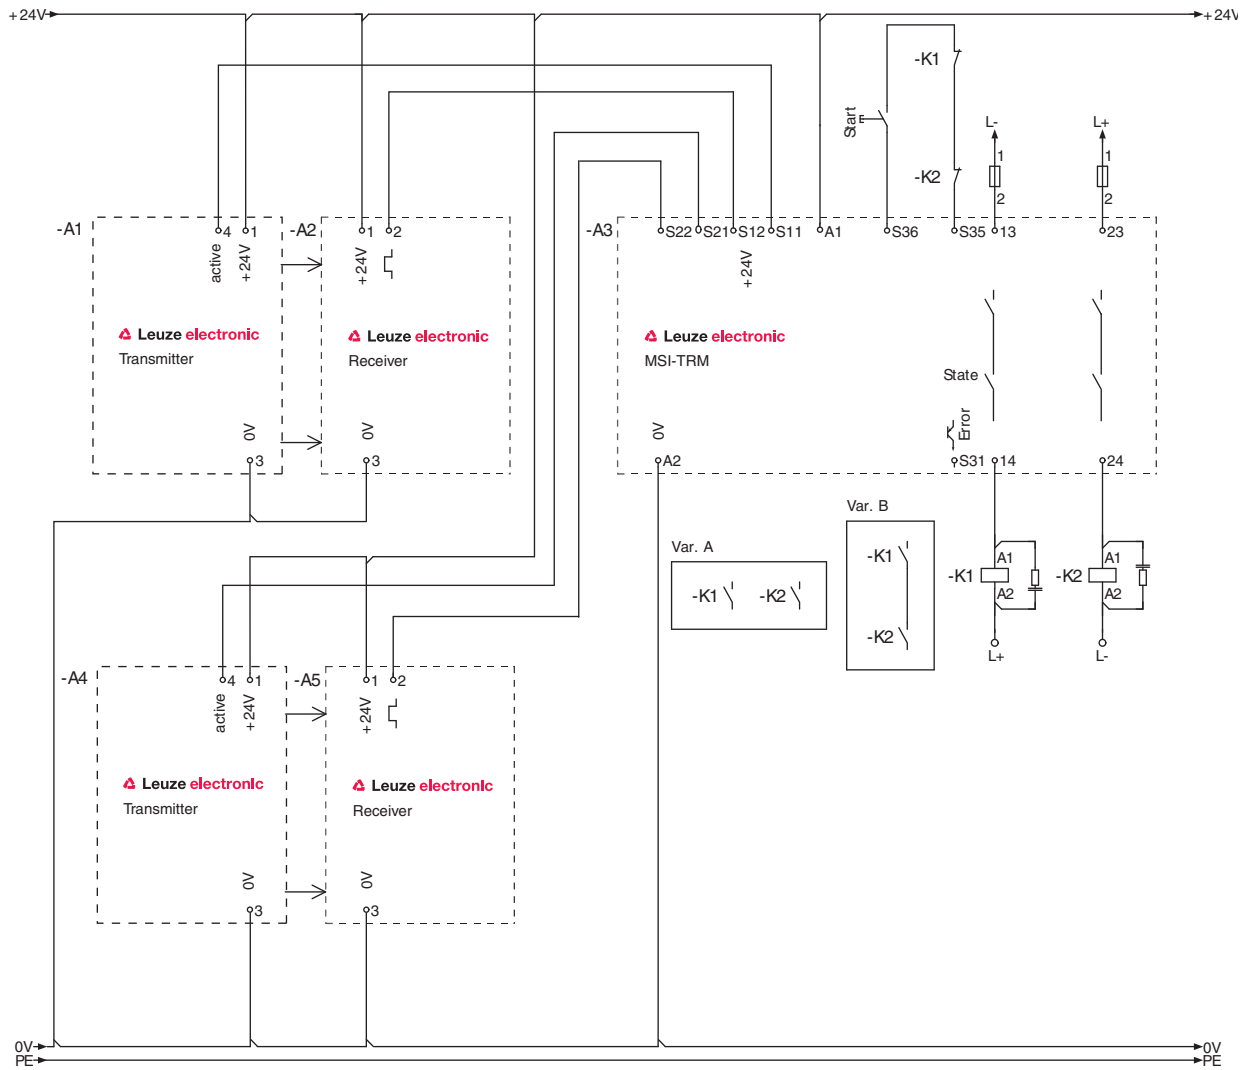 +24V
+24V
-K1
Start
L-
L+
1
1
-K2
2
2
-A1
4
1
-A2
1
2
-A3
S22
S21
S12
S11
A1
S36
S35
13
23
active
+24V
+24V
+24V
Leuze electronic
Leuze electronic
Leuze electronic
Transmitter
Receiver
MSI-TRM
State
Error
0V
0V
0V
3
3
A2
S31
14
24
Var. B
Var. A
-K1
-K1
A1
-K2
A1
-K1
-K2
A2
A2
-K2
L+
L-
-A4
4
1
-A5
1
2
active
+24V
+24V
Leuze electronic
Leuze electronic
Transmitter
Receiver
0V
0V
3
3
0V
0V
PE
PE